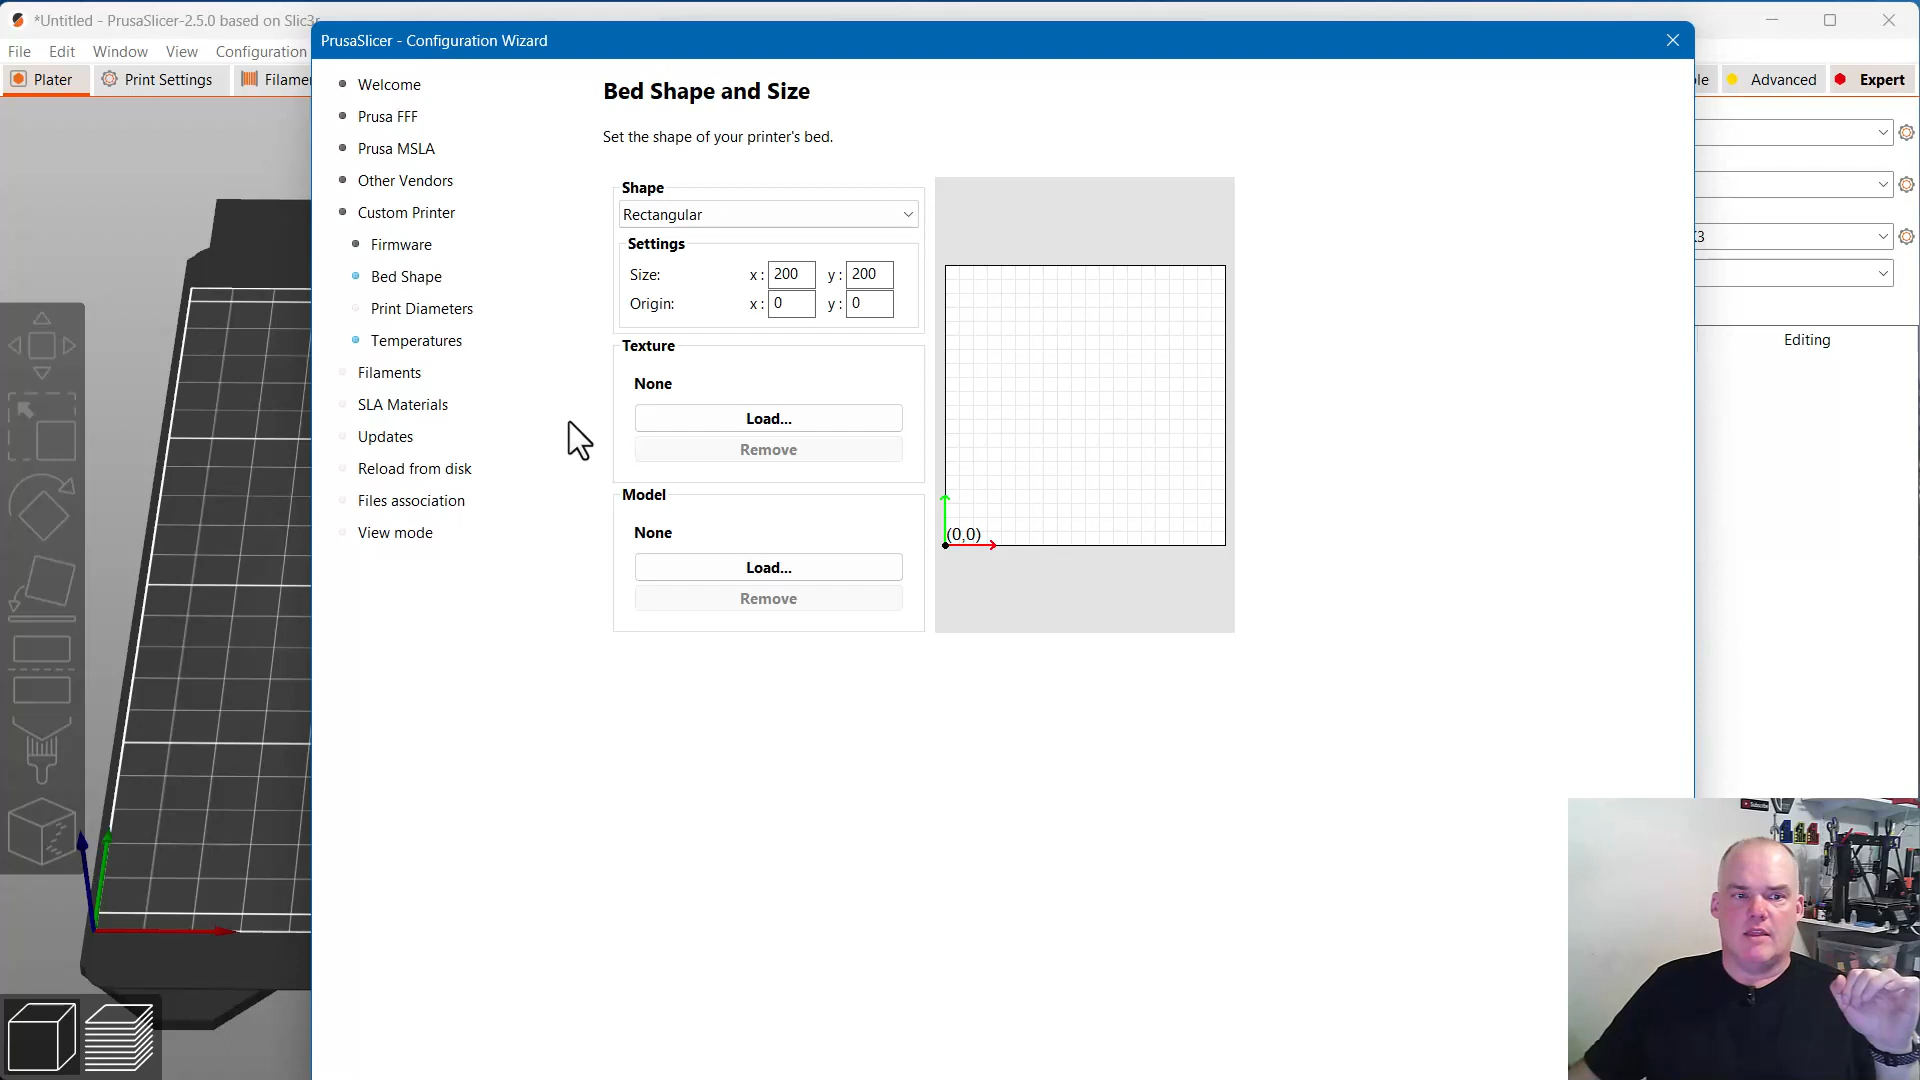 *Untitled - PrusaSlicer-2.5.0 based on Slic3r
PrusaSlicer - Configuration Wizard
File Edit Window View Configuration
Plater Print Settings Filame
le Advanced Expert
Welcome
Prusa FFF
Prusa MSLA
Other Vendors
Custom Printer
Firmware
Bed Shape
Print Diameters
Temperatures
Filaments
SLA Materials
Updates
Reload from disk
Files association
View mode
Bed Shape and Size
Set the shape of your printer's bed.
Shape
Rectangular
Settings
Size: x : 200 y : 200
Origin: x : 0 y : 0
Texture
None
Load...
Remove
Model
None
Load...
Remove
(0,0)
Editing